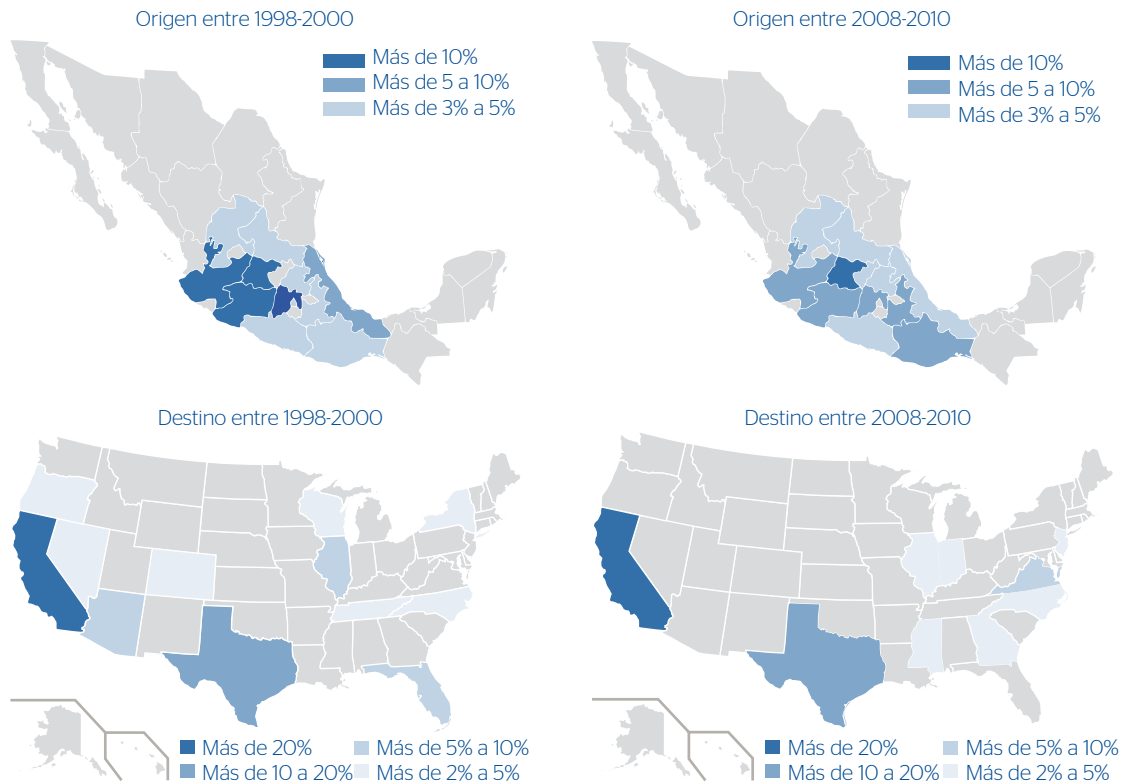 Origen entre 1998-2000
Más de 10%
Más de 5 a 10%
Más de 3% a 5%
Origen entre 2008-2010
Más de 10%
Más de 5 a 10%
Más de 3% a 5%
Destino entre 1998-2000
Más de 20%
Más de 5% a 10%
Más de 10 a 20%
Más de 2% a 5%
Destino entre 2008-2010
Más de 20%
Más de 5% a 10%
Más de 10 a 20%
Más de 2% a 5%